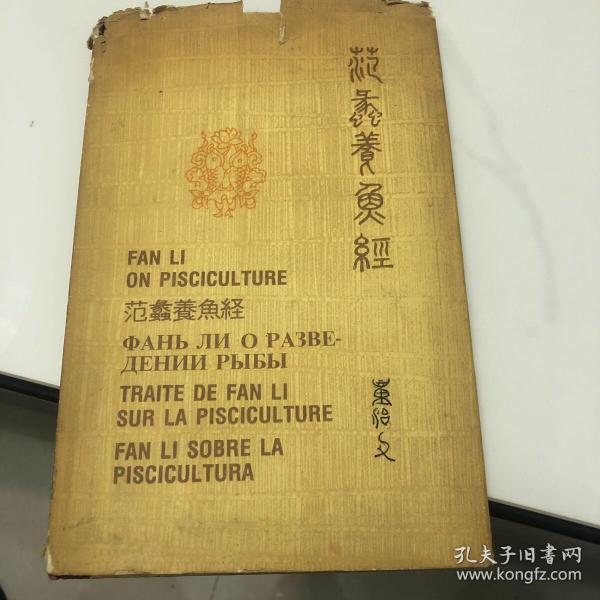 范蠡養魚經
FAN LI
ON PISCICULTURE
范蠡養魚経
ФАНЬ ЛИ О РАЗВЕ-
ДЕНИИ РЫБЫ
TRAITE DE FAN LI
SUR LA PISCICULTURE
FAN LI SOBRE LA
PISCICULTURA
孔夫子旧书网
www.kongfz.com